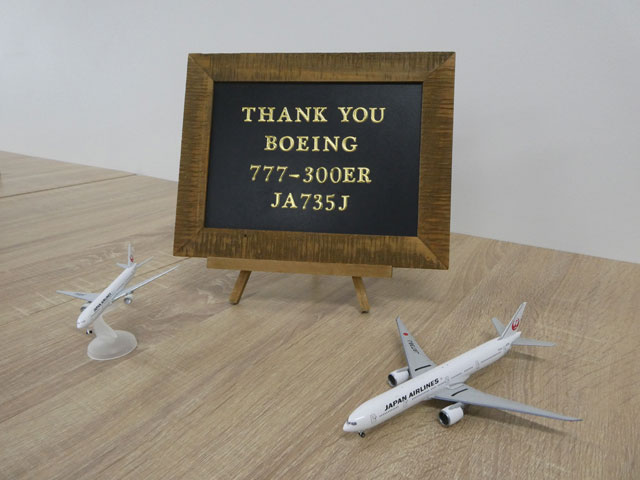 THANK YOU
BOEING
777-300ER
JA735J
JAPAN AIRLINES